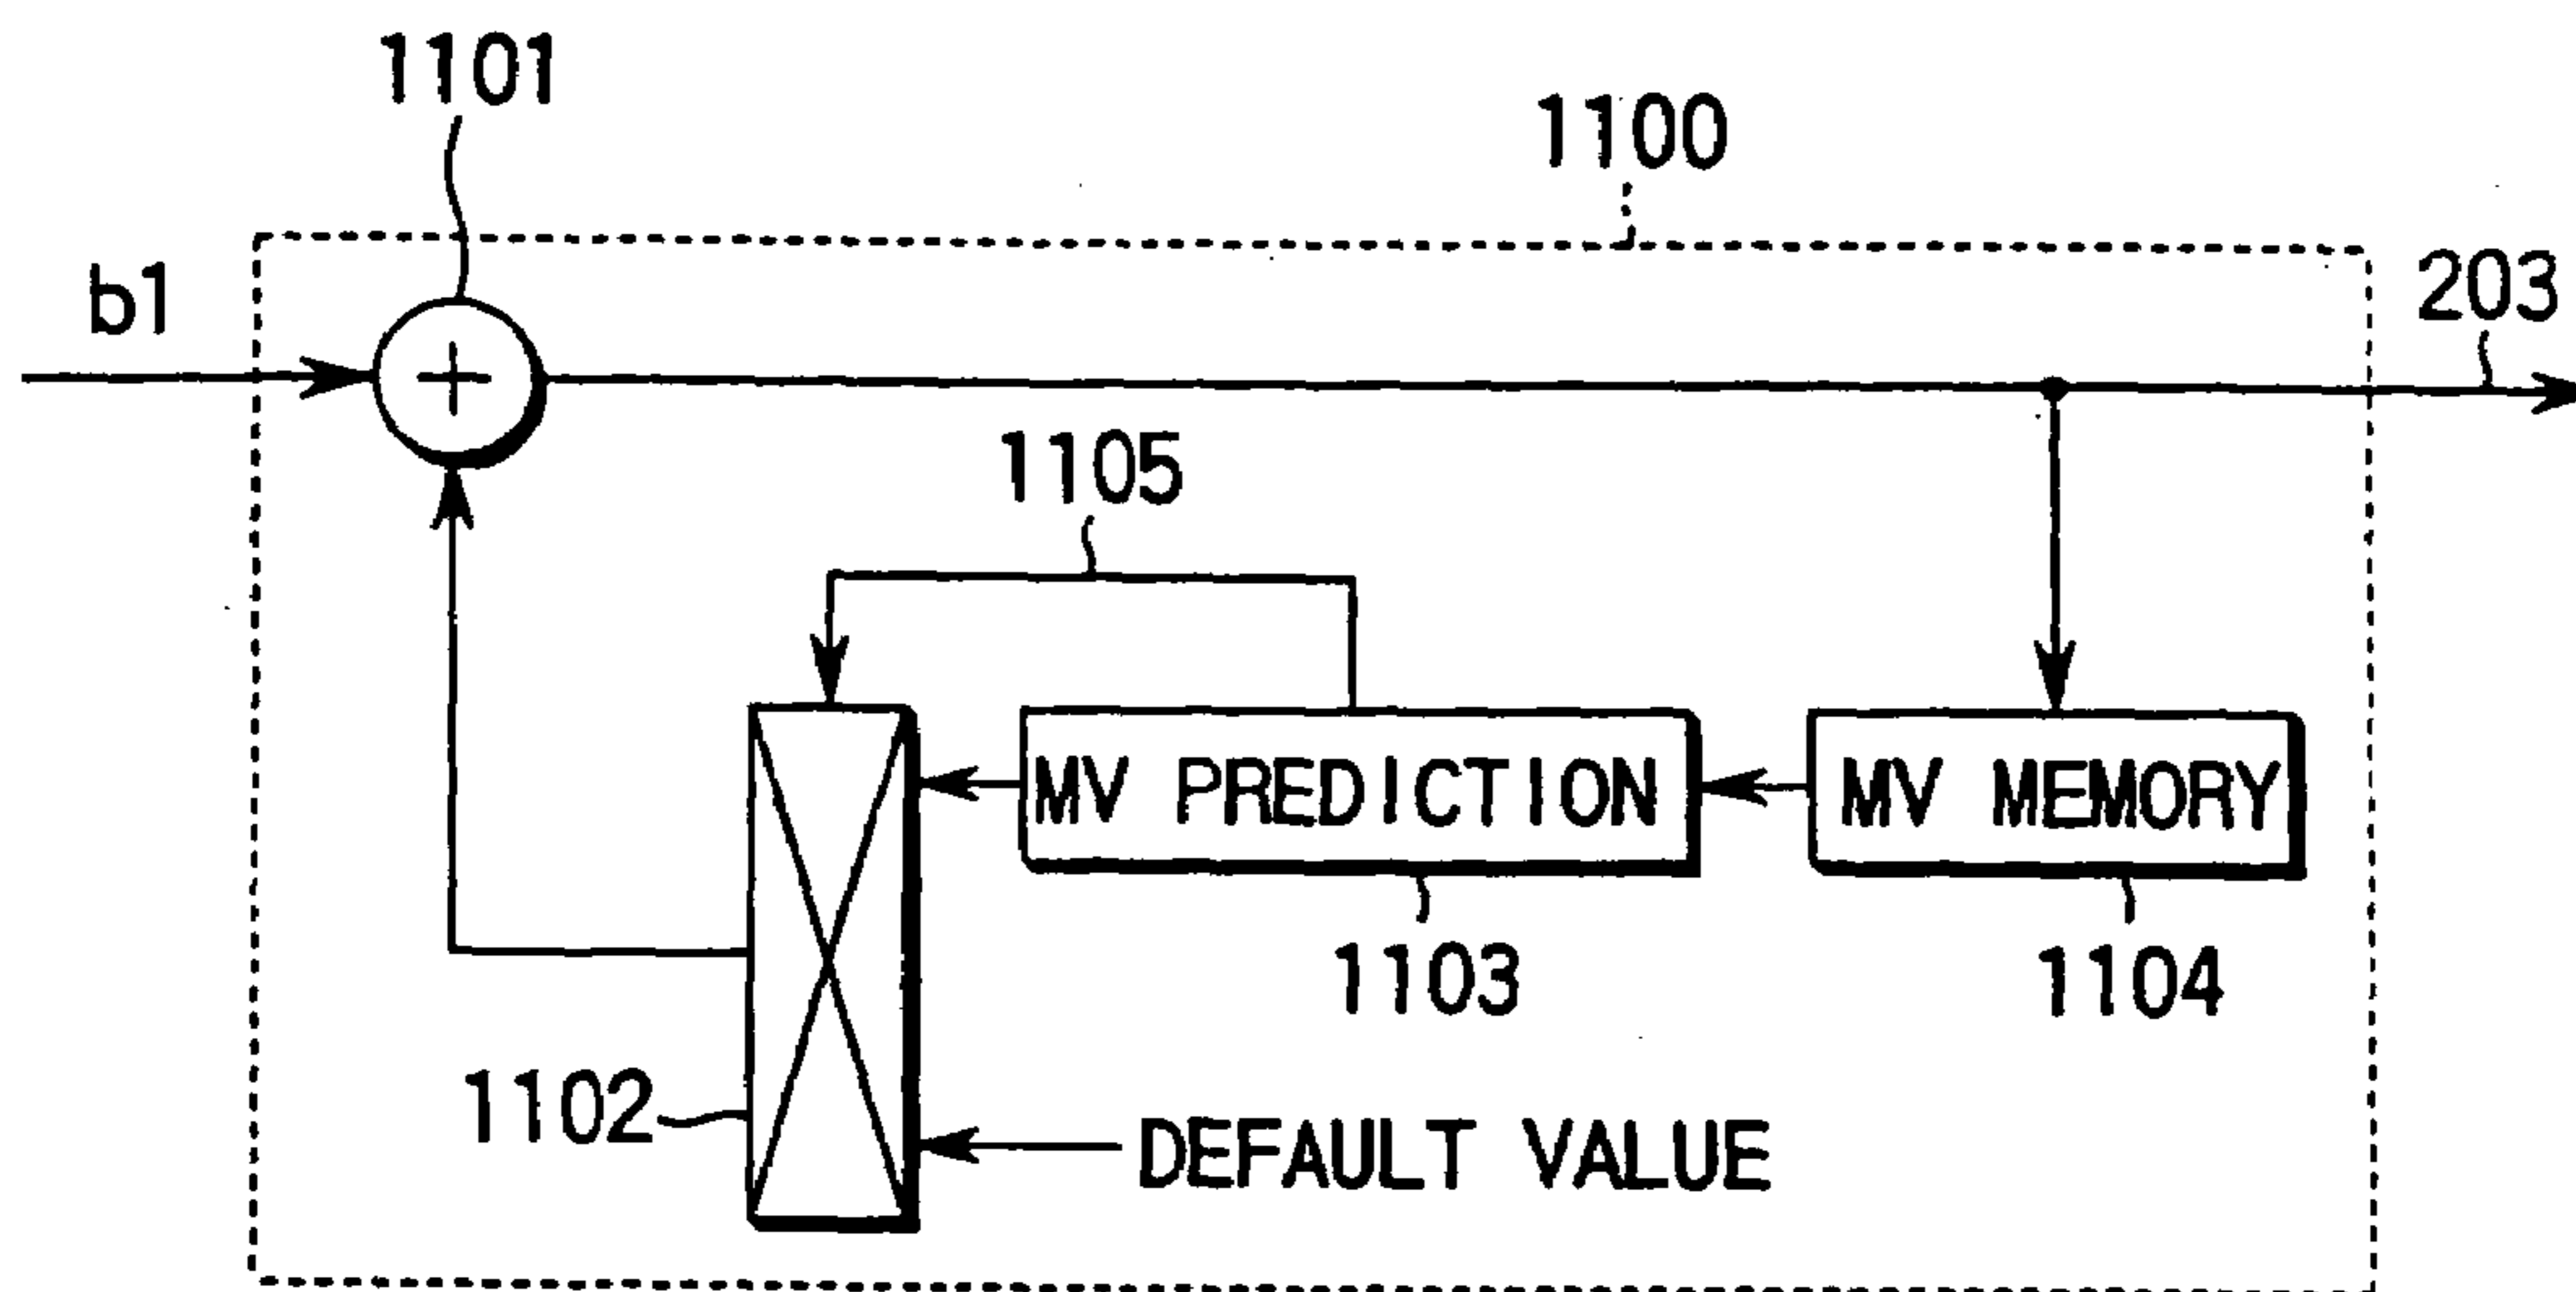 1101
1100
b1
203
1105
MV PREDICTION
MV MEMORY
1103
1104
1102
DEFAULT VALUE